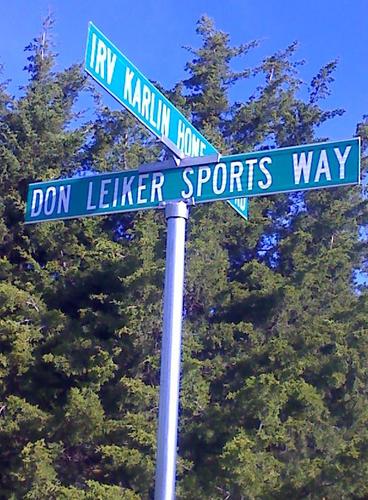 IRV KARLIN HOME
DON LEIKER SPORTS WAY